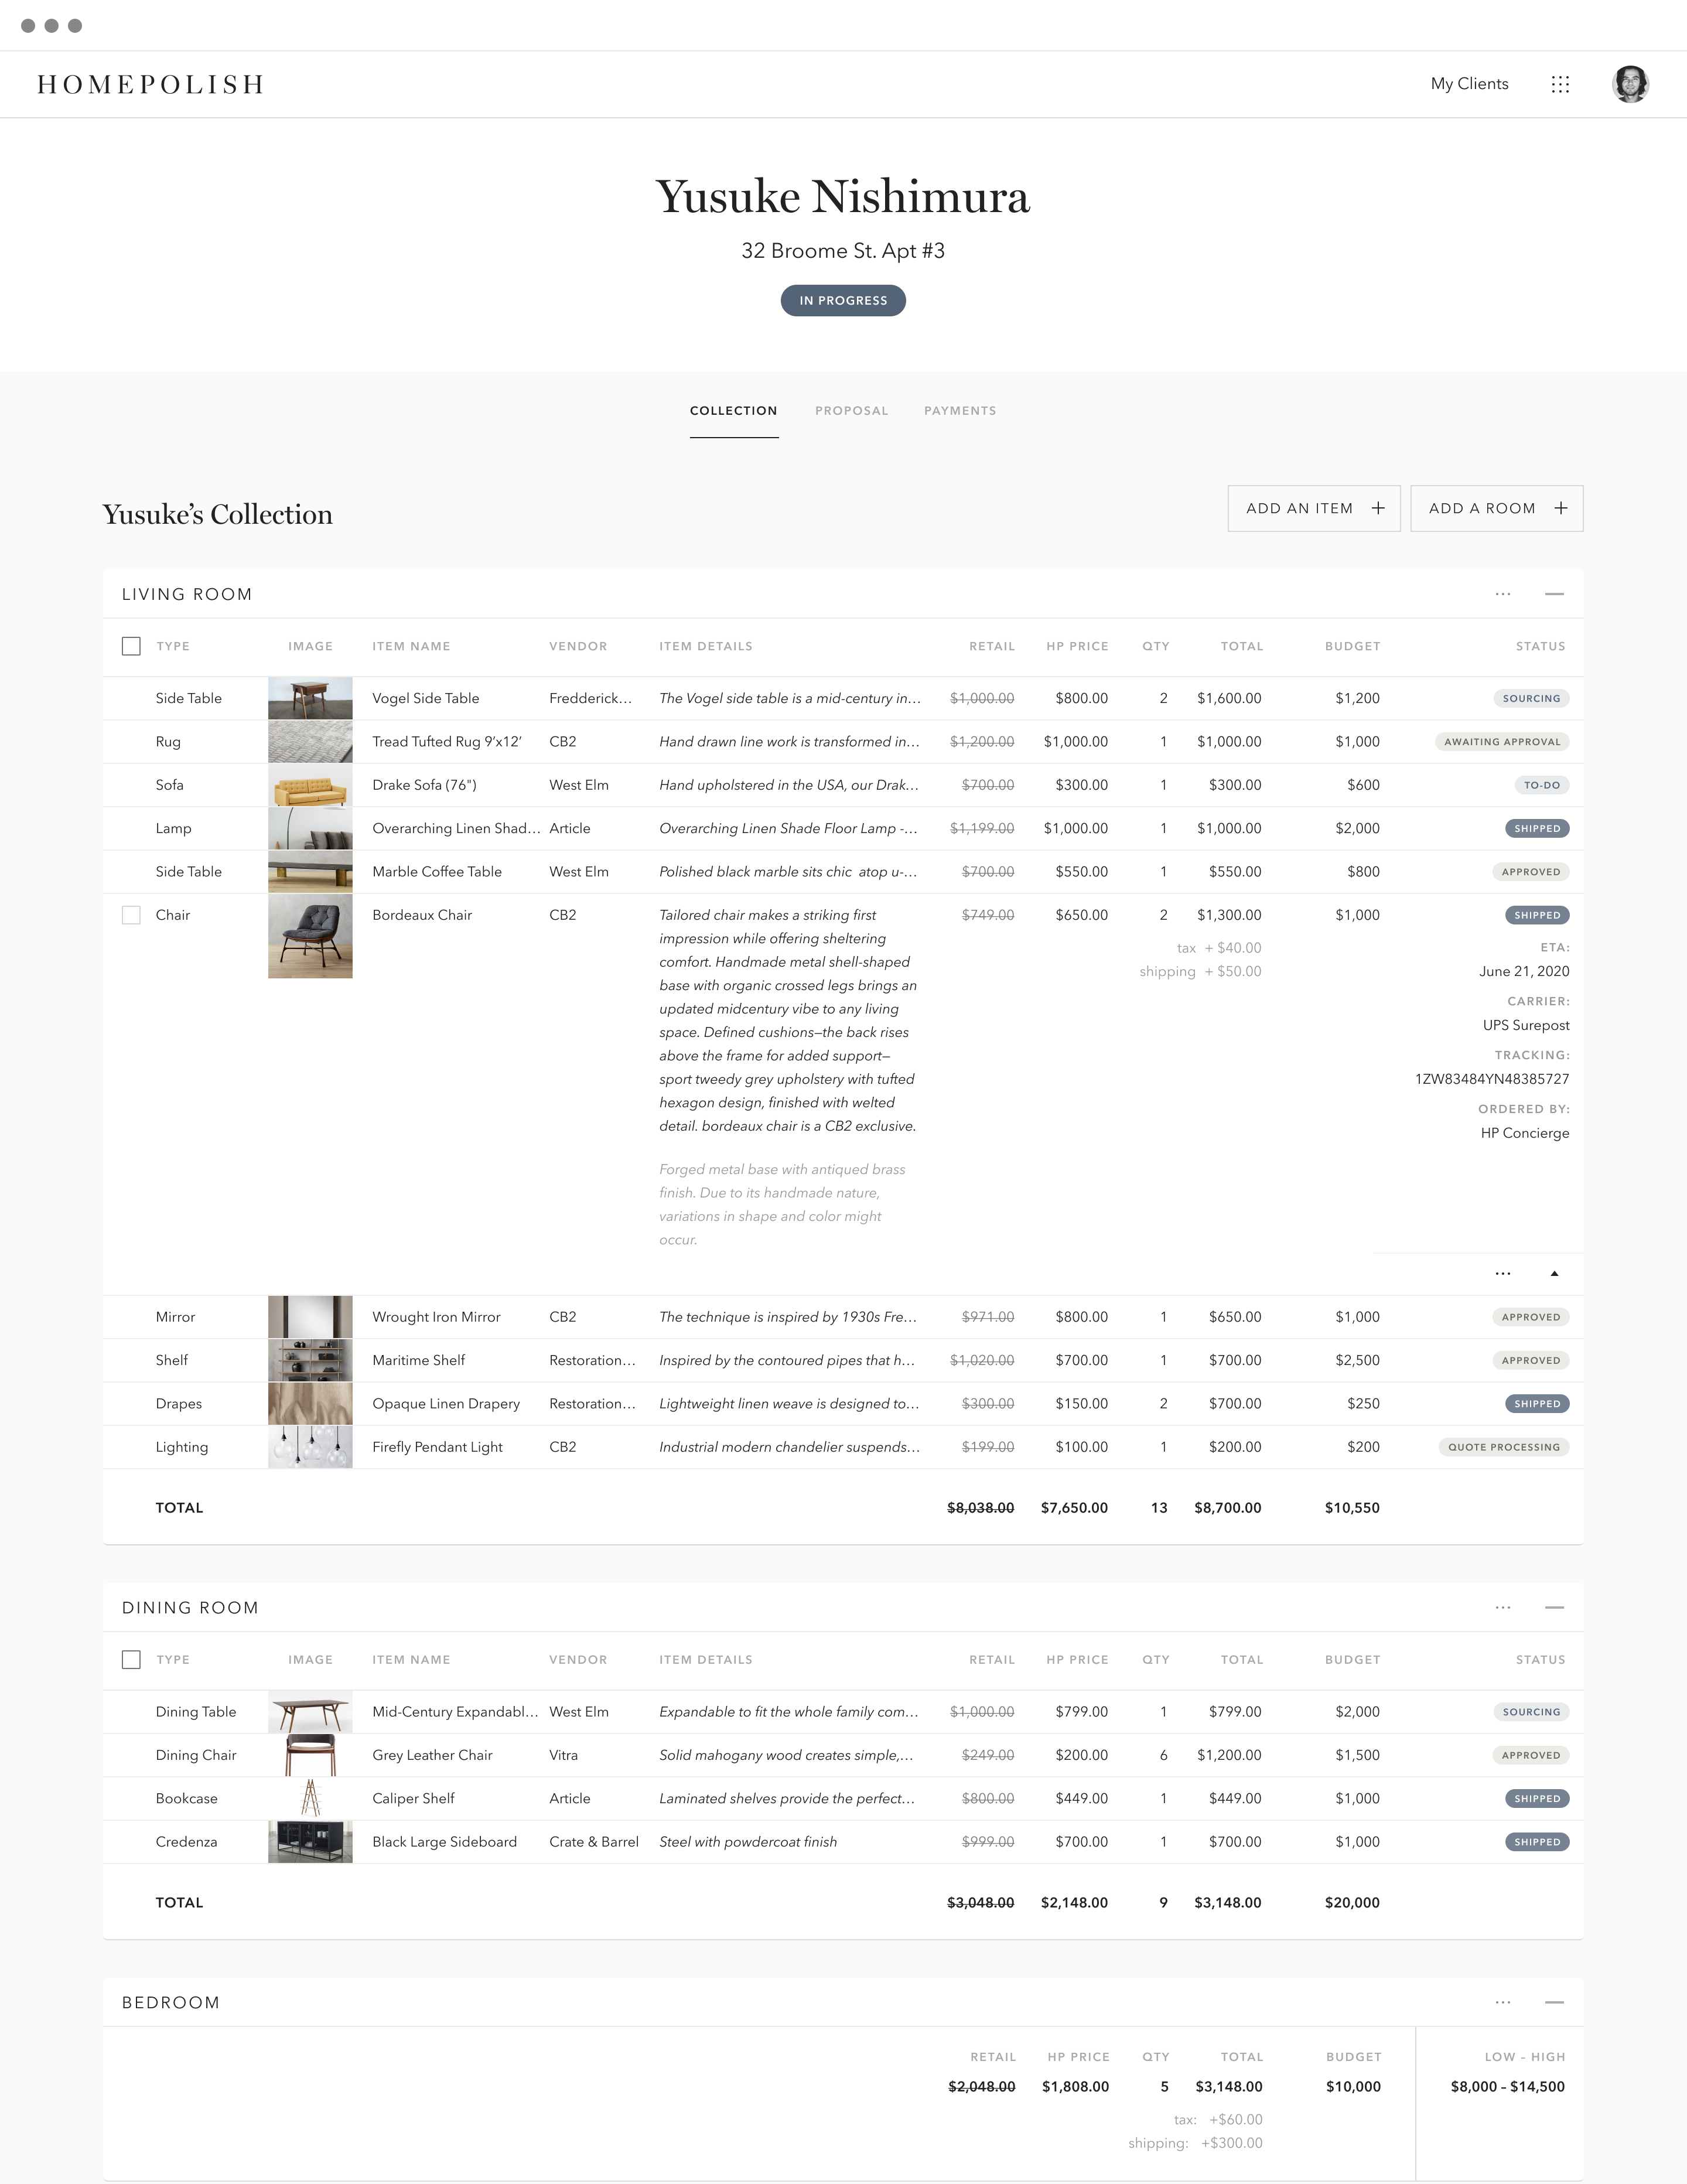 HOMEPOLISH
My Clients
Yusuke Nishimura
32 Broome St. Apt #3
IN PROGRESS
COLLECTION PROPOSAL PAYMENTS
Yusuke’s Collection
ADD AN ITEM +
ADD A ROOM +
LIVING ROOM
TYPE IMAGE ITEM NAME VENDOR ITEM DETAILS RETAIL HP PRICE QTY TOTAL BUDGET STATUS
Side Table Vogel Side Table Fredderick… The Vogel side table is a mid-century in… $1,000.00 $800.00 2 $1,600.00 $1,200 SOURCING
Rug Tread Tufted Rug 9’x12’ CB2 Hand drawn line work is transformed in… $1,200.00 $1,000.00 1 $1,000.00 $1,000 AWAITING APPROVAL
Sofa Drake Sofa (76") West Elm Hand upholstered in the USA, our Drak… $700.00 $300.00 1 $300.00 $600 TO-DO
Lamp Overarching Linen Shad… Article Overarching Linen Shade Floor Lamp -… $1,199.00 $1,000.00 1 $1,000.00 $2,000 SHIPPED
Side Table Marble Coffee Table West Elm Polished black marble sits chic atop u-… $700.00 $550.00 1 $550.00 $800 APPROVED
Chair Bordeaux Chair CB2 Tailored chair makes a striking first $749.00 $650.00 2 $1,300.00 $1,000 SHIPPED
impression while offering sheltering
comfort. Handmade metal shell-shaped
base with organic crossed legs brings an
updated midcentury vibe to any living
space. Defined cushions—the back rises
above the frame for added support—
sport tweedy grey upholstery with tufted
hexagon design, finished with welted
detail. bordeaux chair is a CB2 exclusive.
Forged metal base with antiqued brass
finish. Due to its handmade nature,
variations in shape and color might
occur.
tax + $40.00
shipping + $50.00
ETA:
June 21, 2020
CARRIER:
UPS Surepost
TRACKING:
1ZW83484YN48385727
ORDERED BY:
HP Concierge
Mirror Wrought Iron Mirror CB2 The technique is inspired by 1930s Fre… $971.00 $800.00 1 $650.00 $1,000 APPROVED
Shelf Maritime Shelf Restoration… Inspired by the contoured pipes that h… $1,020.00 $700.00 1 $700.00 $2,500 APPROVED
Drapes Opaque Linen Drapery Restoration… Lightweight linen weave is designed to… $300.00 $150.00 2 $700.00 $250 SHIPPED
Lighting Firefly Pendant Light CB2 Industrial modern chandelier suspends… $199.00 $100.00 1 $200.00 $200 QUOTE PROCESSING
TOTAL $8,038.00 $7,650.00 13 $8,700.00 $10,550
DINING ROOM
TYPE IMAGE ITEM NAME VENDOR ITEM DETAILS RETAIL HP PRICE QTY TOTAL BUDGET STATUS
Dining Table Mid-Century Expandabl… West Elm Expandable to fit the whole family com… $1,000.00 $799.00 1 $799.00 $2,000 SOURCING
Dining Chair Grey Leather Chair Vitra Solid mahogany wood creates simple,… $249.00 $200.00 6 $1,200.00 $1,500 APPROVED
Bookcase Caliper Shelf Article Laminated shelves provide the perfect… $800.00 $449.00 1 $449.00 $1,000 SHIPPED
Credenza Black Large Sideboard Crate & Barrel Steel with powdercoat finish $999.00 $700.00 1 $700.00 $1,000 SHIPPED
TOTAL $3,048.00 $2,148.00 9 $3,148.00 $20,000
BEDROOM
RETAIL HP PRICE QTY TOTAL BUDGET LOW – HIGH
$2,048.00 $1,808.00 5 $3,148.00 $10,000 $8,000 – $14,500
tax: +$60.00
shipping: +$300.00